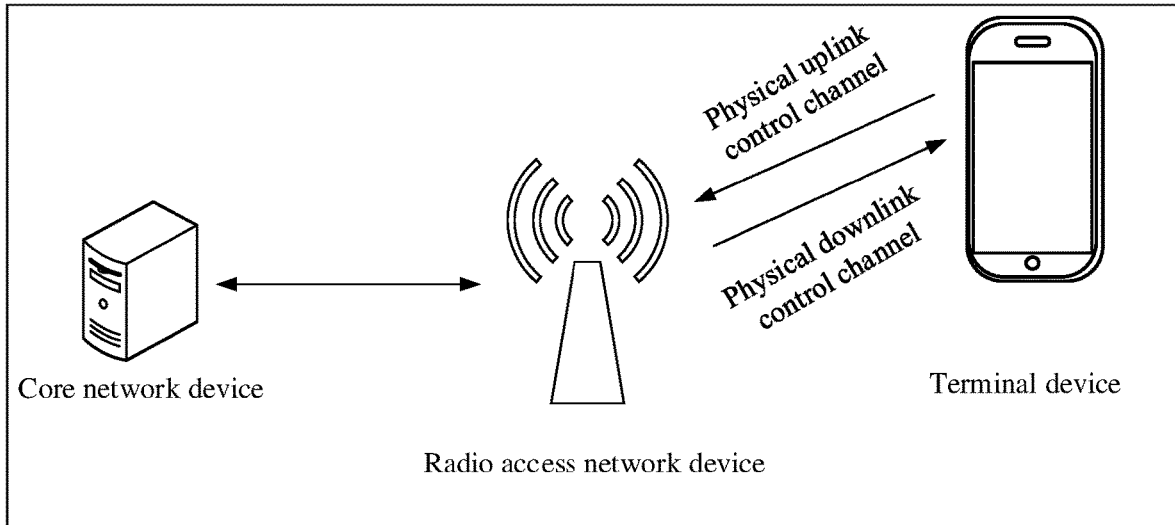 Physical uplink
control channel
Physical downlink
control channel
Core network device
Terminal device
Radio access network device